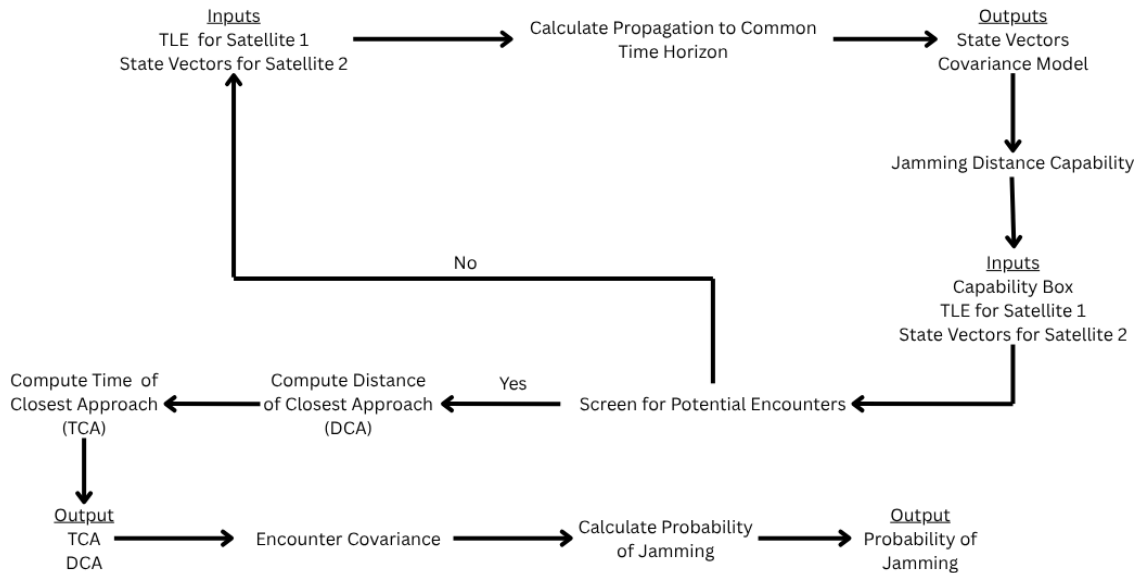 Inputs
TLE for Satellite 1
State Vectors for Satellite 2
Calculate Propagation to Common
Time Horizon
Outputs
State Vectors
Covariance Model
Jamming Distance Capability
Inputs
Capability Box
TLE for Satellite 1
State Vectors for Satellite 2
No
Screen for Potential Encounters
Yes
Compute Distance
of Closest Approach
(DCA)
Compute Time of
Closest Approach
(TCA)
Output
TCA
DCA
Encounter Covariance
Calculate Probability
of Jamming
Output
Probability of
Jamming